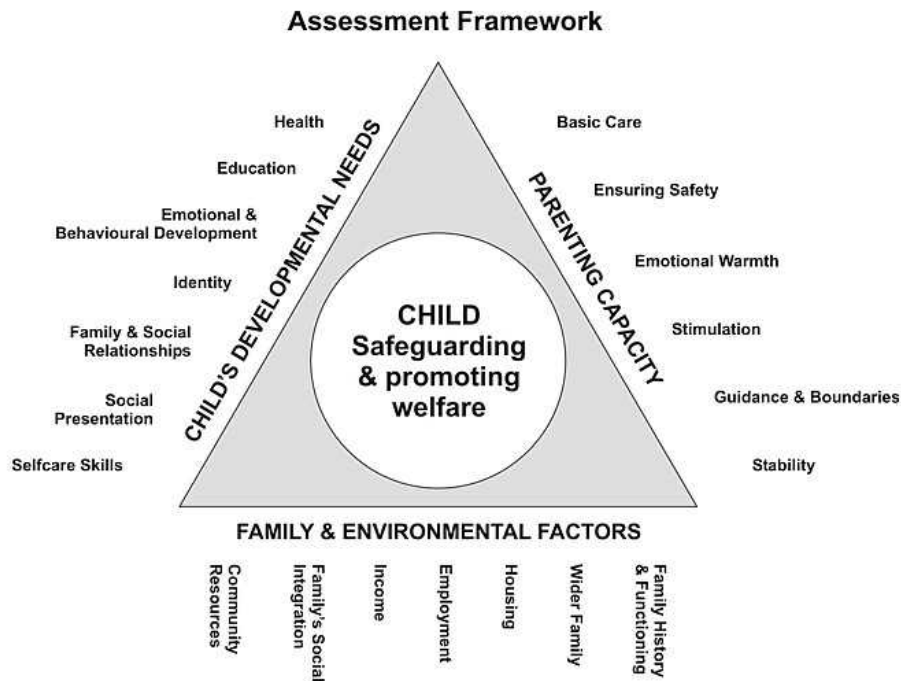 Assessment Framework
Health
Education
Emotional &
Behavioural Development
Identity
Family & Social
Relationships
Social
Presentation
Selfcare Skills
CHILD'S DEVELOPMENTAL NEEDS
CHILD
Safeguarding
& promoting
welfare
PARENTING CAPACITY
Basic Care
Ensuring Safety
Emotional Warmth
Stimulation
Guidance & Boundaries
Stability
FAMILY & ENVIRONMENTAL FACTORS
Community
Resources
Family's Social
Integration
Income
Employment
Housing
Wider Family
Family History
& Functioning